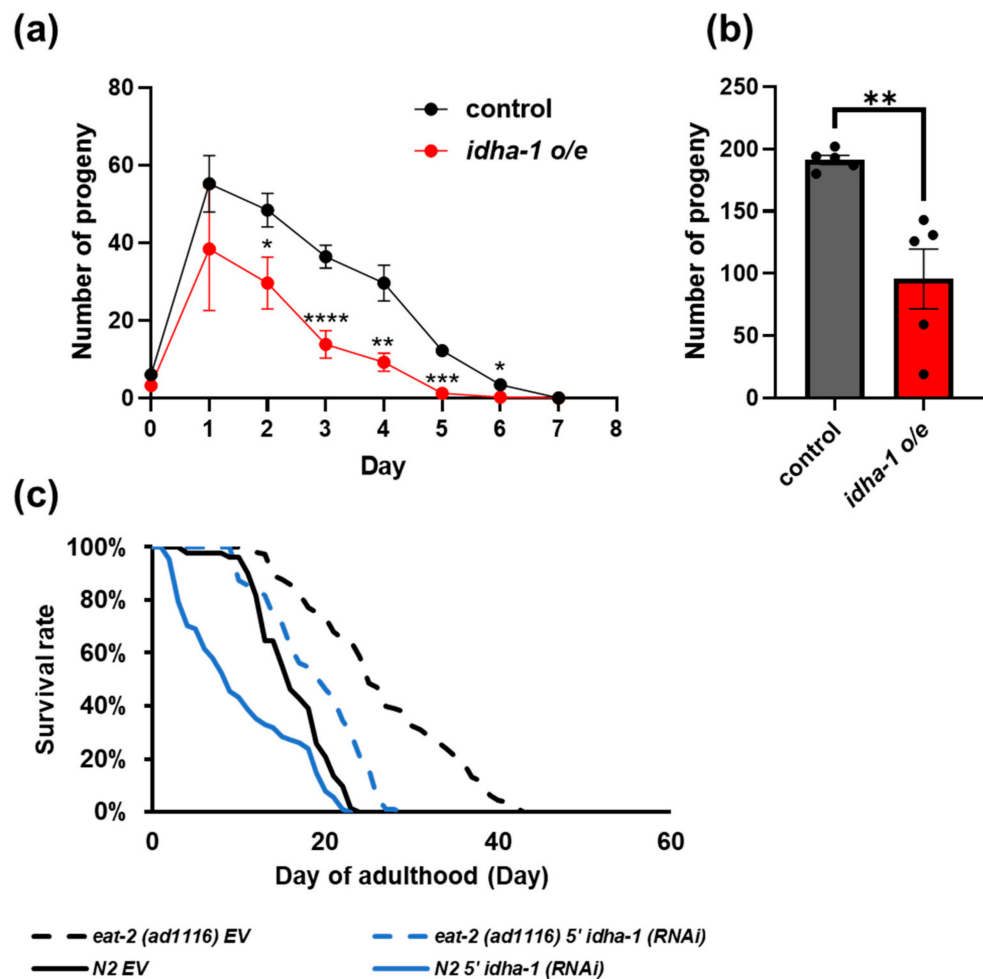 (a)
80
60
40
20
0
Number of progeny
control
idha-1 o/e
*
****
**
***
*
0 1 2 3 4 5 6 7 8
Day
(b)
250
200
150
100
50
0
Number of progeny
**
control
idha-1 o/e
(c)
100%
80%
60%
40%
20%
0%
Survival rate
0 20 40 60
Day of adulthood (Day)
eat-2 (ad1116) EV
eat-2 (ad1116) 5' idha-1 (RNAi)
N2 EV
N2 5' idha-1 (RNAi)